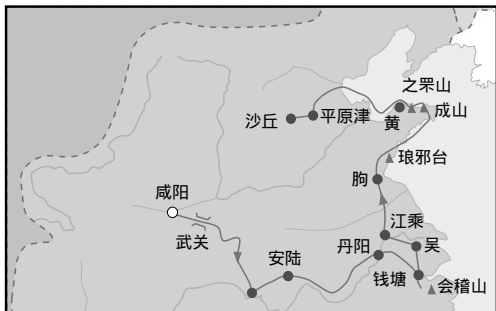 之罘山
成山
平原津
沙丘
黄
琅邪台
朐
咸阳
武关
江乘
吴
丹阳
安陆
钱塘
会稽山